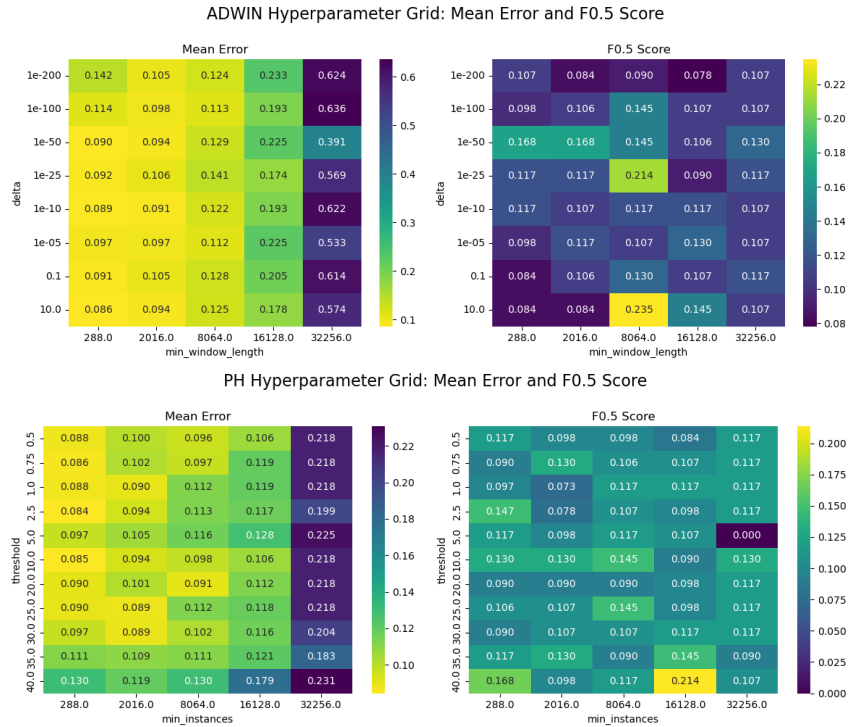 ADWIN Hyperparameter Grid: Mean Error and F0.5 Score
Mean Error
1e-200 0.142 0.105 0.124 0.233 0.624
1e-100 0.114 0.098 0.113 0.193 0.636
1e-50 0.090 0.094 0.129 0.225 0.391
1e-25 0.092 0.106 0.141 0.174 0.569
1e-10 0.089 0.091 0.122 0.193 0.622
1e-05 0.097 0.097 0.112 0.225 0.533
0.1 0.091 0.105 0.128 0.205 0.614
10.0 0.086 0.094 0.125 0.178 0.574
delta
288.0 2016.0 8064.0 16128.0 32256.0
min_window_length
0.6
0.5
0.4
0.3
0.2
0.1
F0.5 Score
1e-200 0.107 0.084 0.090 0.078 0.107
1e-100 0.098 0.106 0.145 0.107 0.107
1e-50 0.168 0.168 0.145 0.106 0.130
1e-25 0.117 0.117 0.214 0.090 0.117
1e-10 0.117 0.107 0.117 0.117 0.107
1e-05 0.098 0.117 0.107 0.130 0.107
0.1 0.084 0.106 0.130 0.107 0.117
10.0 0.084 0.084 0.235 0.145 0.107
delta
288.0 2016.0 8064.0 16128.0 32256.0
min_window_length
0.22
0.20
0.18
0.16
0.14
0.12
0.10
0.08
PH Hyperparameter Grid: Mean Error and F0.5 Score
Mean Error
0.5 0.088 0.100 0.096 0.106 0.218
0.75 0.086 0.102 0.097 0.119 0.218
1.0 0.088 0.090 0.112 0.119 0.218
2.5 0.084 0.094 0.113 0.117 0.199
5.0 0.097 0.105 0.116 0.128 0.225
10.0 0.085 0.094 0.098 0.106 0.218
20.0 0.090 0.101 0.091 0.112 0.218
25.0 0.090 0.089 0.112 0.118 0.218
30.0 0.097 0.089 0.102 0.116 0.204
35.0 0.111 0.109 0.111 0.121 0.183
40.0 0.130 0.119 0.130 0.179 0.231
threshold
288.0 2016.0 8064.0 16128.0 32256.0
min_instances
0.22
0.20
0.18
0.16
0.14
0.12
0.10
F0.5 Score
0.5 0.117 0.098 0.098 0.084 0.117
0.75 0.090 0.130 0.106 0.107 0.117
1.0 0.097 0.073 0.117 0.117 0.117
2.5 0.147 0.078 0.107 0.098 0.117
5.0 0.117 0.098 0.117 0.107 0.000
10.0 0.130 0.130 0.145 0.090 0.130
20.0 0.090 0.090 0.090 0.098 0.117
25.0 0.106 0.107 0.145 0.098 0.117
30.0 0.090 0.107 0.107 0.117 0.117
35.0 0.117 0.130 0.090 0.145 0.090
40.0 0.168 0.098 0.117 0.214 0.107
threshold
288.0 2016.0 8064.0 16128.0 32256.0
min_instances
0.200
0.175
0.150
0.125
0.100
0.075
0.050
0.025
0.000